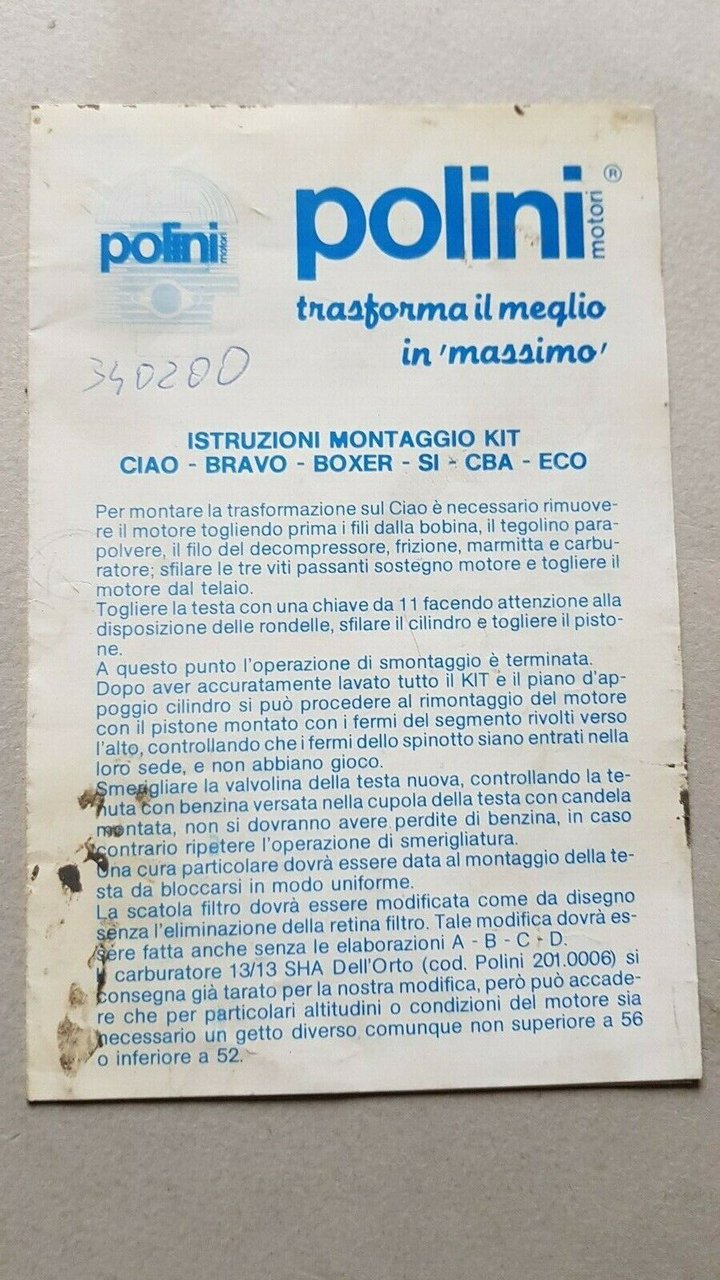 polini motori
polini motori ®
trasforma il meglio
in 'massimo'
340200
ISTRUZIONI MONTAGGIO KIT
CIAO - BRAVO - BOXER - SI - CBA - ECO
Per montare la trasformazione sul Ciao è necessario rimuove-
re il motore togliendo prima i fili dalla bobina, il tegolino para-
polvere, il filo del decompressore, frizione, marmitta e carbu-
ratore; sfilare le tre viti passanti sostegno motore e togliere il
motore dal telaio.
Togliere la testa con una chiave da 11 facendo attenzione alla
disposizione delle rondelle, sfilare il cilindro e togliere il pisto-
ne.
A questo punto l'operazione di smontaggio è terminata.
Dopo aver accuratamente lavato tutto il KIT e il piano d'ap-
poggio cilindro si può procedere al rimontaggio del motore
con il pistone montato con i fermi del segmento rivolti verso
l'alto, controllando che i fermi dello spinotto siano entrati nella
loro sede, e non abbiano gioco.
Smerigliare la valvolina della testa nuova, controllando la te-
nuta con benzina versata nella cupola della testa con candela
montata, non si dovranno avere perdite di benzina, in caso
contrario ripetere l'operazione di smerigliatura.
Una cura particolare dovrà essere data al montaggio della te-
sta da bloccarsi in modo uniforme.
La scatola filtro dovrà essere modificata come da disegno
senza l'eliminazione della retina filtro. Tale modifica dovrà es-
sere fatta anche senza le elaborazioni A - B - C - D.
carburatore 13/13 SHA Dell'Orto (cod. Polini 201.0006) si
consegna già tarato per la nostra modifica, però può accade-
re che per particolari altitudini o condizioni del motore sia
necessario un getto diverso comunque non superiore a 56
o inferiore a 52.